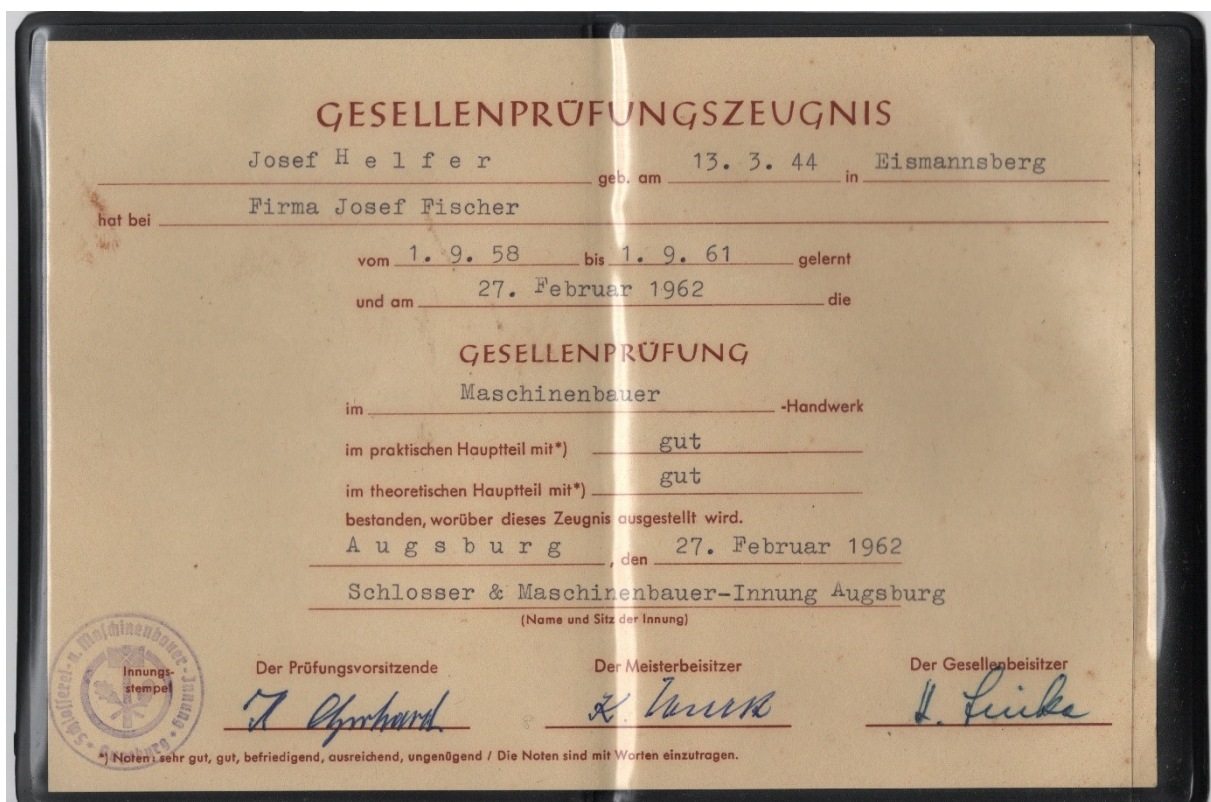 GESELLENPRÜFUNGSZEUGNIS
Josef H e l f e r geb. am 13. 3. 44 in Eismannsberg
hat bei Firma Josef Fischer
vom 1. 9. 58 bis 1. 9. 61 gelernt
und am 27. Februar 1962 die
GESELLENPRÜFUNG
im Maschinenbauer -Handwerk
im praktischen Hauptteil mit*) gut
im theoretischen Hauptteil mit*) gut
bestanden, worüber dieses Zeugnis ausgestellt wird.
A u g s b u r g , den 27. Februar 1962
Schlosser & Maschinenbauer-Innung Augsburg
(Name und Sitz der Innung)
Schlosserei- u. Maschinenbauer-Innung • Augsburg •
Innungs-
stempel
Der Prüfungsvorsitzende Der Meisterbeisitzer Der Gesellenbeisitzer
K. H.
*) Noten: sehr gut, gut, befriedigend, ausreichend, ungenügend / Die Noten sind mit Worten einzutragen.